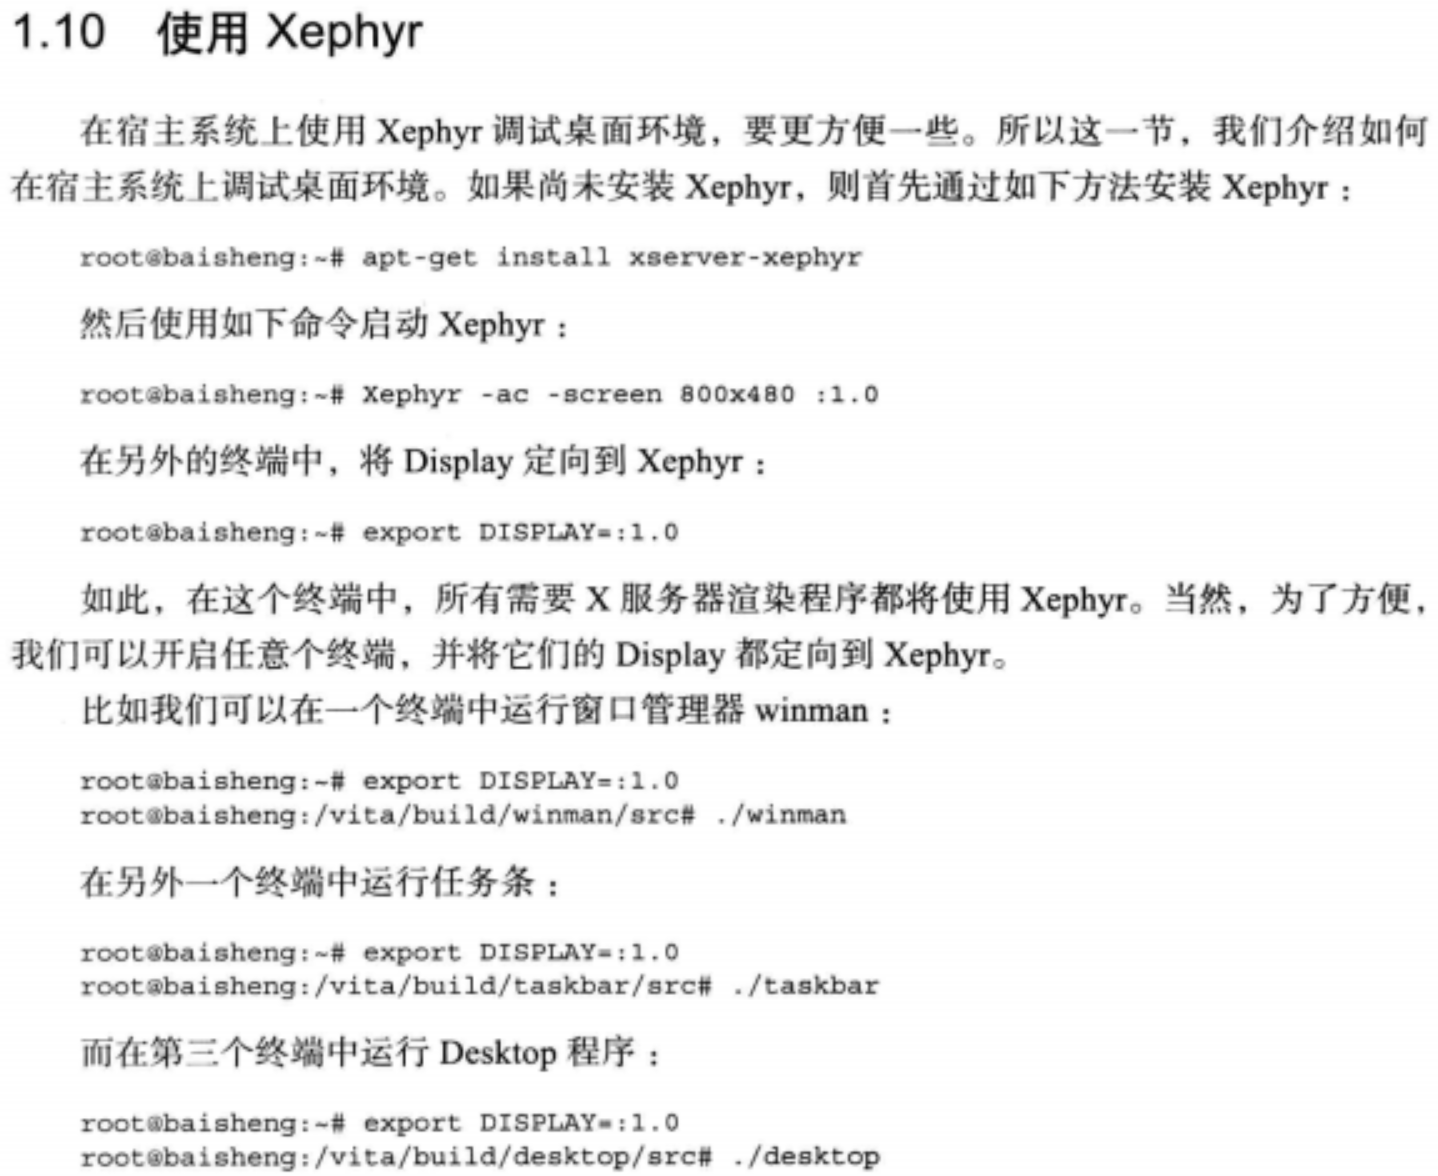 1.10 使用 Xephyr
在宿主系统上使用 Xephyr 调试桌面环境，要更方便一些。所以这一节，我们介绍如何
在宿主系统上调试桌面环境。如果尚未安装 Xephyr，则首先通过如下方法安装 Xephyr：
root@baisheng:~# apt-get install xserver-xephyr
然后使用如下命令启动 Xephyr：
root@baisheng:~# Xephyr -ac -screen 800x480 :1.0
在另外的终端中，将 Display 定向到 Xephyr：
root@baisheng:~# export DISPLAY=:1.0
如此，在这个终端中，所有需要 X 服务器渲染程序都将使用 Xephyr。当然，为了方便，
我们可以开启任意个终端，并将它们的 Display 都定向到 Xephyr。
比如我们可以在一个终端中运行窗口管理器 winman：
root@baisheng:~# export DISPLAY=:1.0
root@baisheng:/vita/build/winman/src# ./winman
在另外一个终端中运行任务条：
root@baisheng:~# export DISPLAY=:1.0
root@baisheng:/vita/build/taskbar/src# ./taskbar
而在第三个终端中运行 Desktop 程序：
root@baisheng:~# export DISPLAY=:1.0
root@baisheng:/vita/build/desktop/src# ./desktop